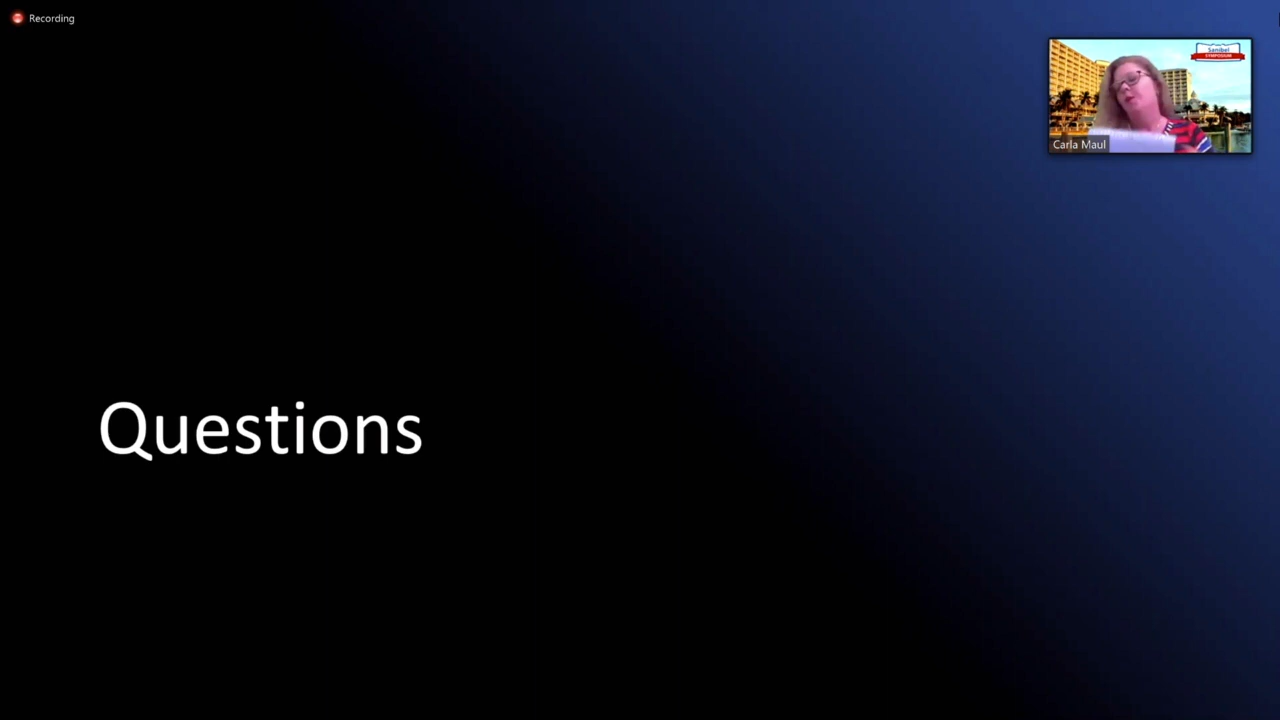 Recording
Sanibel
SYMPOSIUM
Carla Maul
Questions